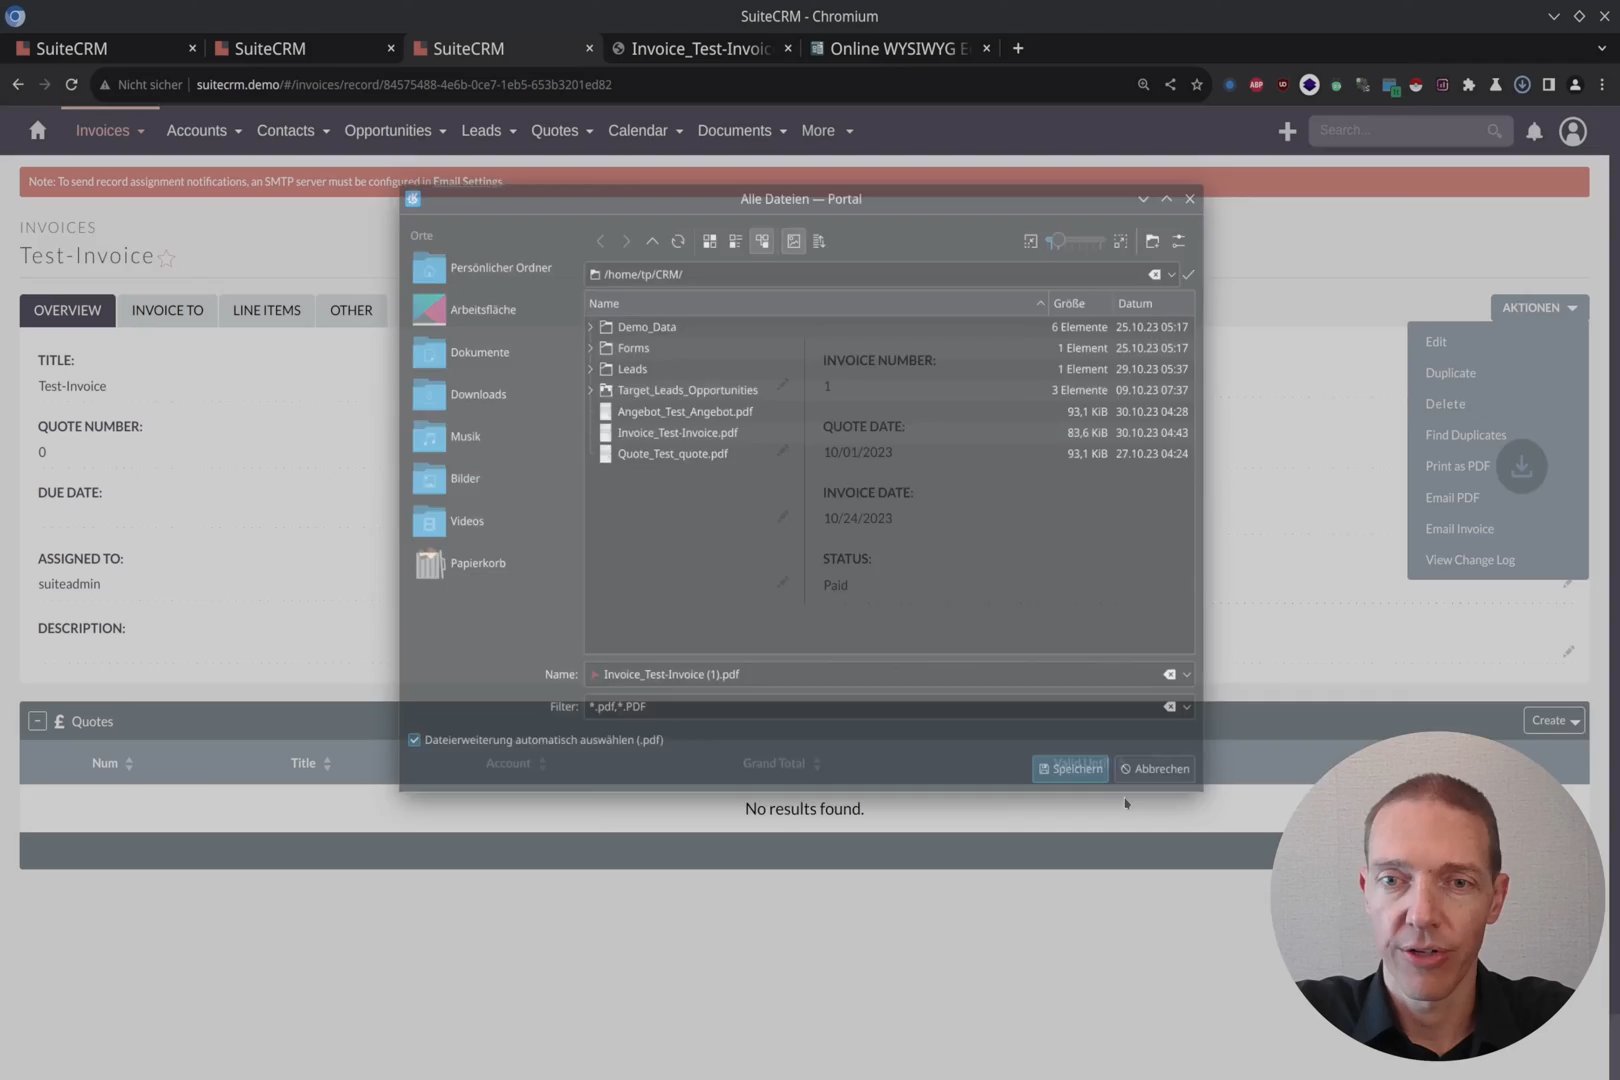 SuiteCRM - Chromium
SuiteCRM
SuiteCRM
SuiteCRM
Invoice_Test-Invoic
Online WYSIWYG E
Nicht sicher
suitecrm.demo/#/invoices/record/84575488-4e6b-0ce7-1eb5-653b3201ed82
ABP
Invoices
Accounts
Contacts
Opportunities
Leads
Quotes
Calendar
Documents
More
Search...
Note: To send record assignment notifications, an SMTP server must be configured in Email Settings.
INVOICES
Test-Invoice
OVERVIEW
INVOICE TO
LINE ITEMS
OTHER
AKTIONEN
Edit
Duplicate
Delete
Find Duplicates
Print as PDF
Email PDF
Email Invoice
View Change Log
TITLE:
Test-Invoice
QUOTE NUMBER:
0
DUE DATE:
ASSIGNED TO:
suiteadmin
DESCRIPTION:
INVOICE NUMBER:
1
QUOTE DATE:
10/01/2023
INVOICE DATE:
10/24/2023
STATUS:
Paid
Alle Dateien — Portal
Orte
Persönlicher Ordner
Arbeitsfläche
Dokumente
Downloads
Musik
Bilder
Videos
Papierkorb
/home/tp/CRM/
Name Größe Datum
Demo_Data 6 Elemente 25.10.23 05:17
Forms 1 Element 25.10.23 05:17
Leads 1 Element 29.10.23 05:37
Target_Leads_Opportunities 3 Elemente 09.10.23 07:37
Angebot_Test_Angebot.pdf 93,1 KiB 30.10.23 04:28
Invoice_Test-Invoice.pdf 83,6 KiB 30.10.23 04:43
Quote_Test_quote.pdf 93,1 KiB 27.10.23 04:24
Name: Invoice_Test-Invoice (1).pdf
Filter: *.pdf,*.PDF
Dateierweiterung automatisch auswählen (.pdf)
Speichern
Abbrechen
£ Quotes
Create
Num
Title
Account
Grand Total
Valid Until
No results found.